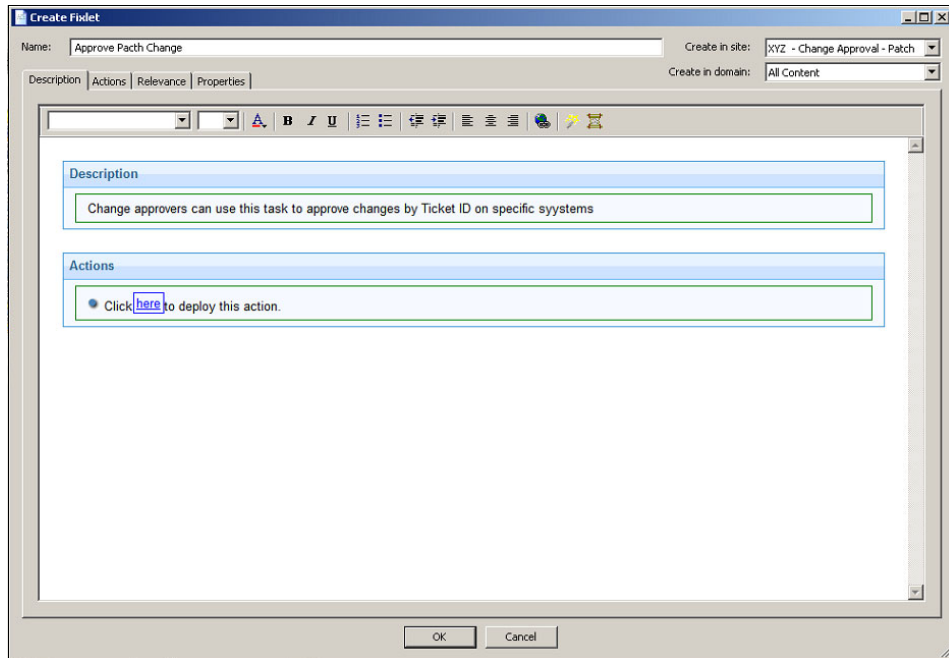 Create Fixlet
Name: Approve Pacth Change Create in site: XYZ - Change Approval - Patch
Create in domain: All Content
Description Actions Relevance Properties
A B I U
Description
Change approvers can use this task to approve changes by Ticket ID on specific syystems
Actions
Click here to deploy this action.
OK Cancel